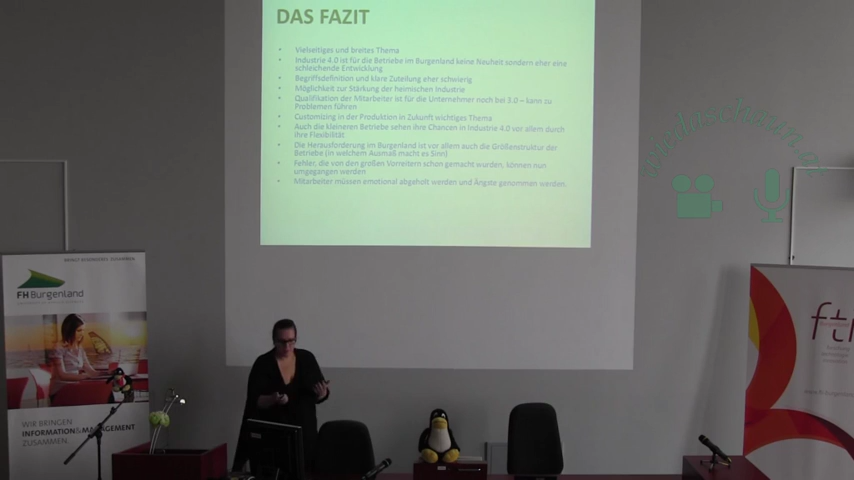 DAS FAZIT
• Vielseitiges und breites Thema
• Industrie 4.0 ist für die Betriebe im Burgenland keine Neuheit sondern eher eine
schleichende Entwicklung
• Begriffsdefinition und klare Zuteilung eher schwierig
• Möglichkeit zur Stärkung der heimischen Industrie
• Qualifikation der Mitarbeiter ist für die Unternehmer noch bei 3.0 – kann zu
Problemen führen
• Customizing in der Produktion in Zukunft wichtiges Thema
• Auch die kleineren Betriebe sehen ihre Chancen in Industrie 4.0 vor allem durch
ihre Flexibilität
• Die Herausforderung im Burgenland ist vor allem auch die Größenstruktur der
Betriebe (in welchem Ausmaß macht es Sinn)
• Fehler, die von den großen Vorreitern schon gemacht wurden, können nun
umgegangen werden
• Mitarbeiter müssen emotional abgeholt werden und Ängste genommen werden
FH Burgenland
WIR BRINGEN
INFORMATION&MANAGEMENT
ZUSAMMEN.